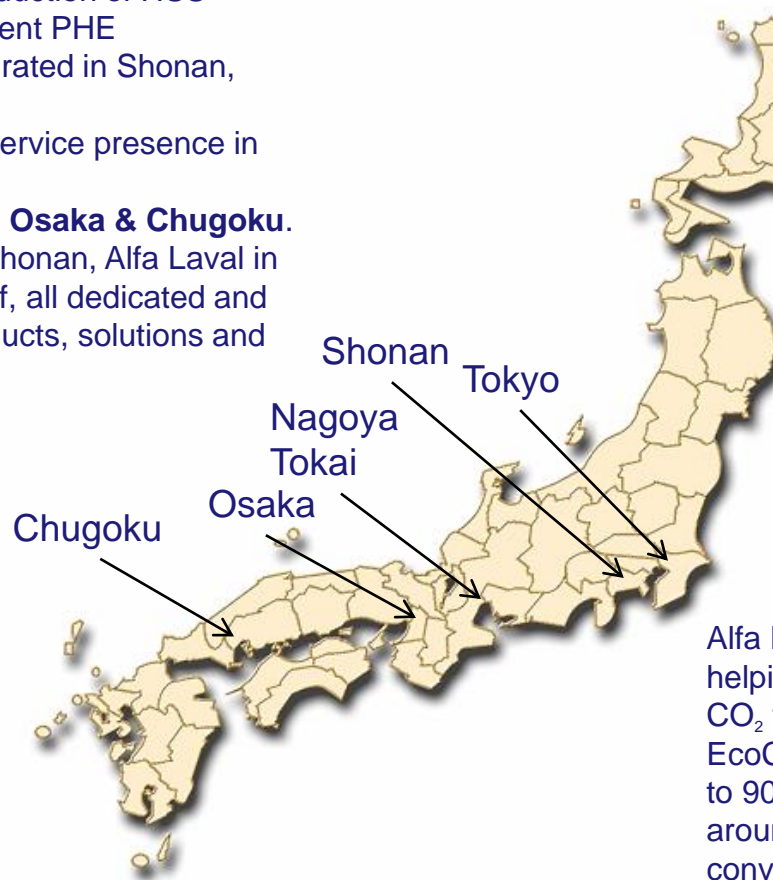 ent PHE
rated in Shonan,
ervice presence in
Osaka & Chugoku.
honan, Alfa Laval in
f, all dedicated and
ucts, solutions and
Shonan
Tokyo
Nagoya
Tokai
Osaka
Chugoku
Alfa
helpi
CO₂
EcoC
to 90
arour
conv